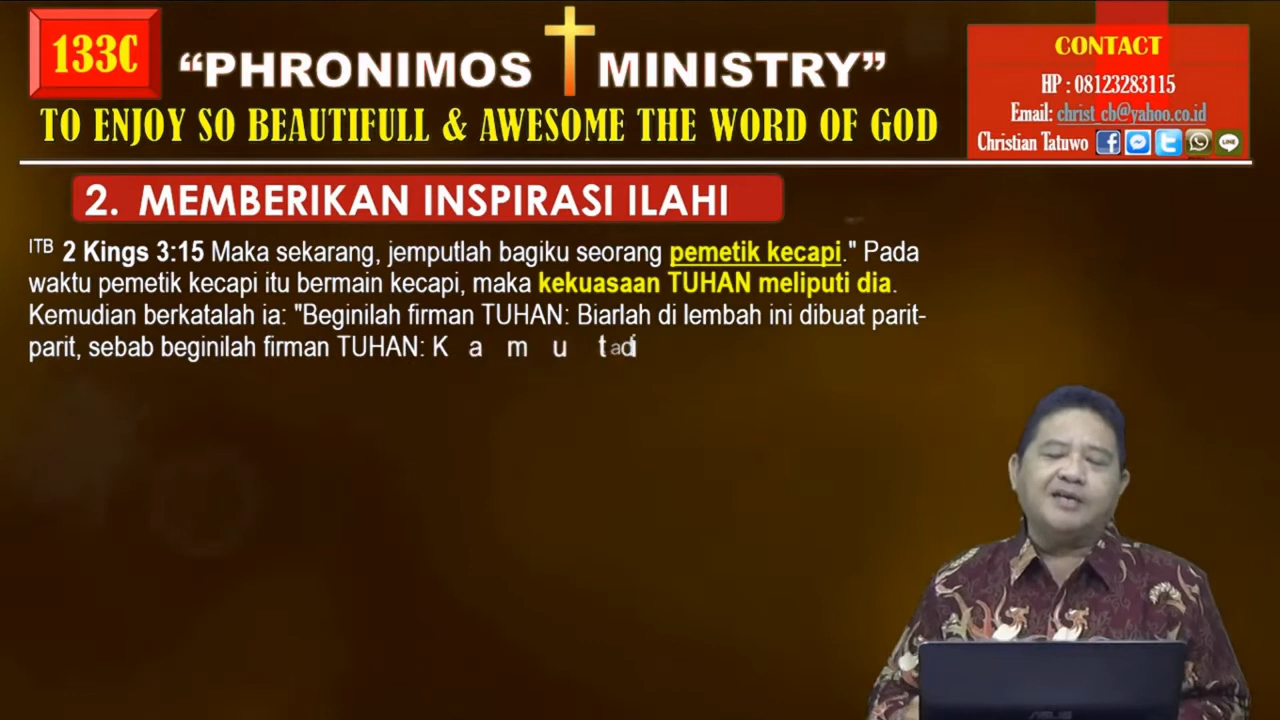 133C
“PHRONIMOS MINISTRY”
TO ENJOY SO BEAUTIFULL & AWESOME THE WORD OF GOD
CONTACT
HP : 08123283115
Email: christ_cb@yahoo.co.id
Christian Tatuwo
LINE
2. MEMBERIKAN INSPIRASI ILAHI
ITB 2 Kings 3:15 Maka sekarang, jemputlah bagiku seorang pemetik kecapi." Pada
waktu pemetik kecapi itu bermain kecapi, maka kekuasaan TUHAN meliputi dia.
Kemudian berkatalah ia: "Beginilah firman TUHAN: Biarlah di lembah ini dibuat parit-
parit, sebab beginilah firman TUHAN: K a m u